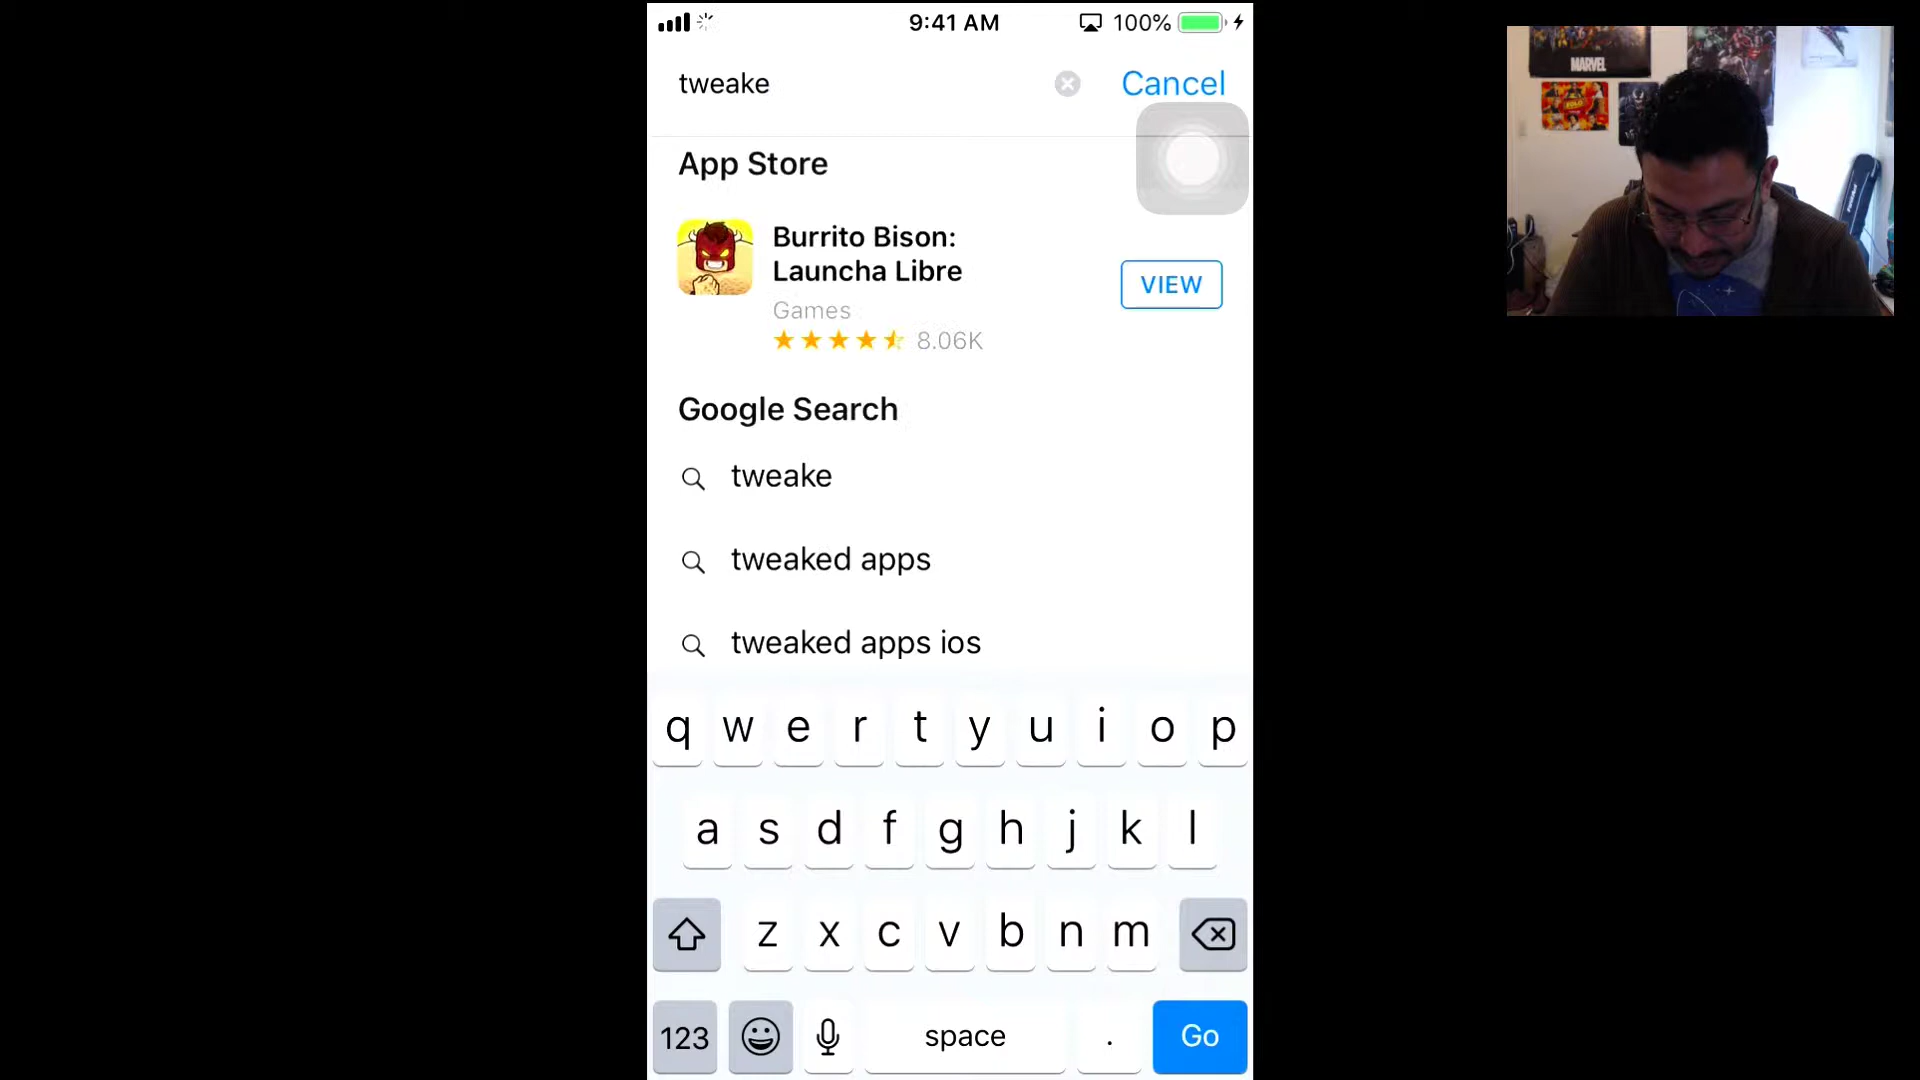 9:41 AM
100%
tweake
Cancel
App Store
Burrito Bison:
Launcha Libre
Games
8.06K
VIEW
Google Search
tweake
tweaked apps
tweaked apps ios
q w e r t y u i o p
a s d f g h j k l
z x c v b n m
123 space . Go
MARVEL